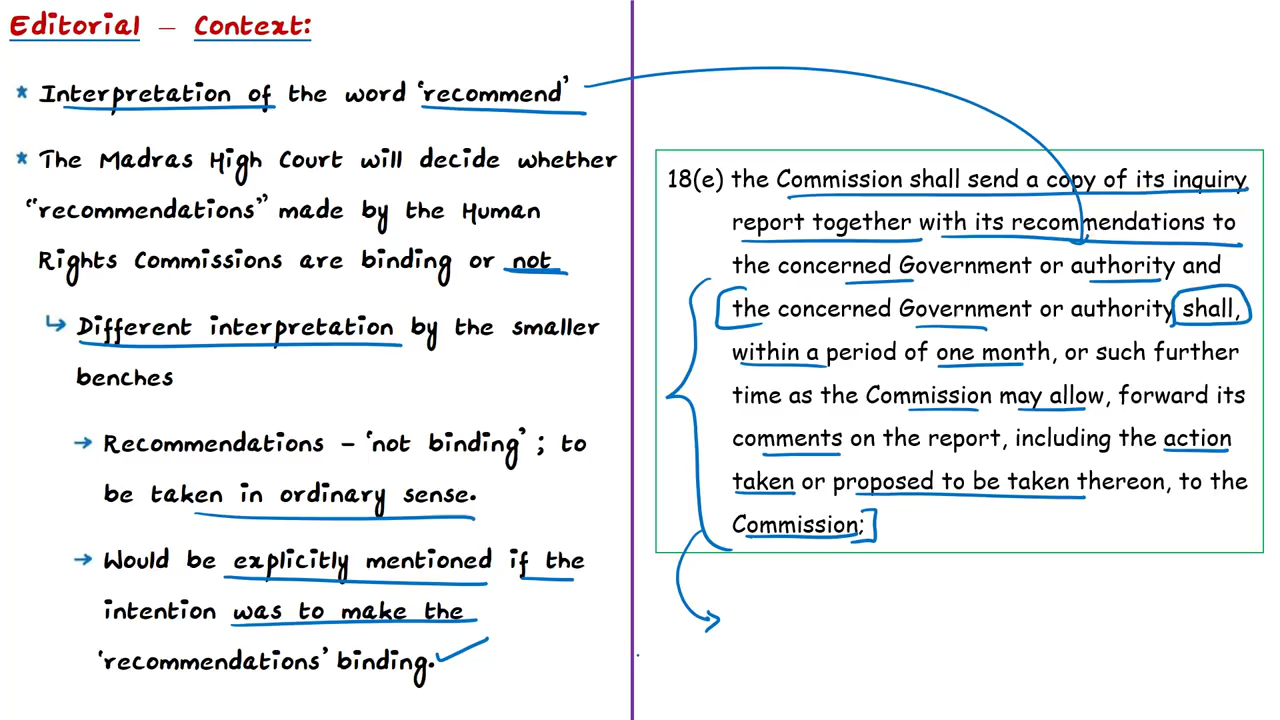 Editorial – Context:
* Interpretation of the word ‘recommend’
* The Madras High Court will decide whether
“recommendations” made by the Human
Rights Commissions are binding or not
↳ Different interpretation by the smaller
benches
→ Recommendations – ‘not binding’; to
be taken in ordinary sense.
→ Would be explicitly mentioned if the
intention was to make the
‘recommendations’ binding.
18(e) the Commission shall send a copy of its inquiry
report together with its recommendations to
the concerned Government or authority and
the concerned Government or authority shall,
within a period of one month, or such further
time as the Commission may allow, forward its
comments on the report, including the action
taken or proposed to be taken thereon, to the
Commission;